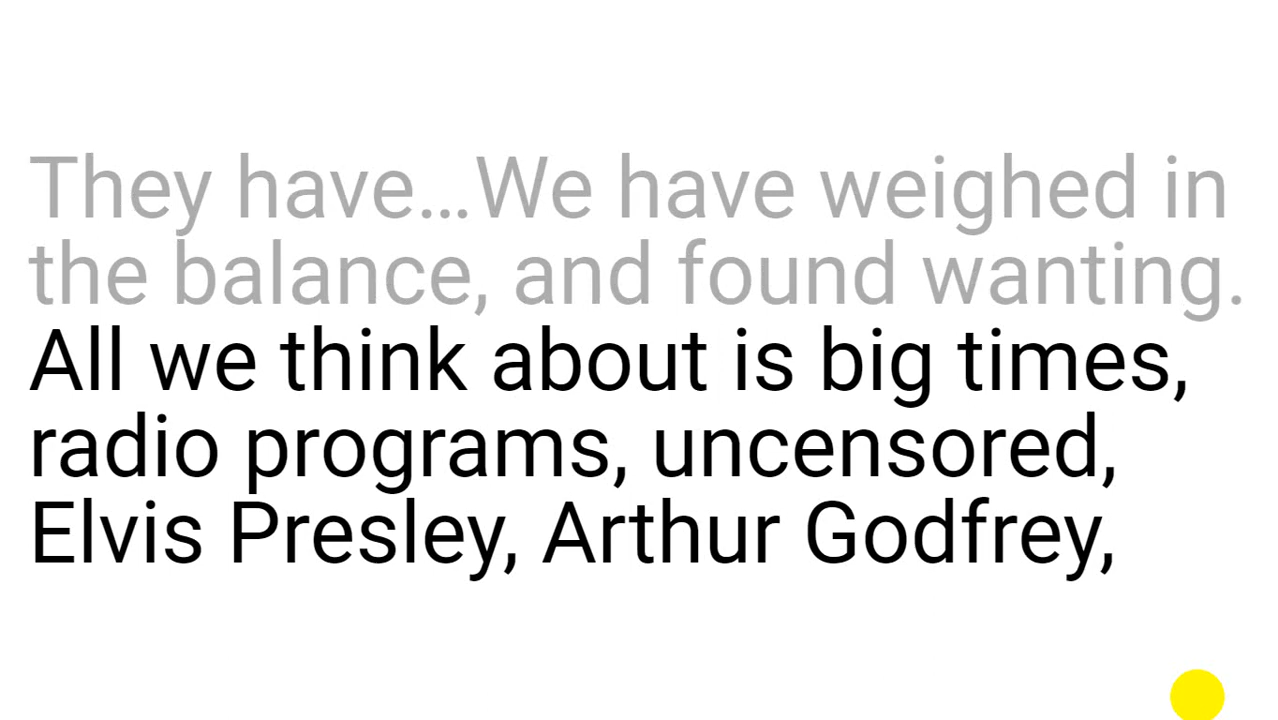 They have…We have weighed in
the balance, and found wanting.
All we think about is big times,
radio programs, uncensored,
Elvis Presley, Arthur Godfrey,